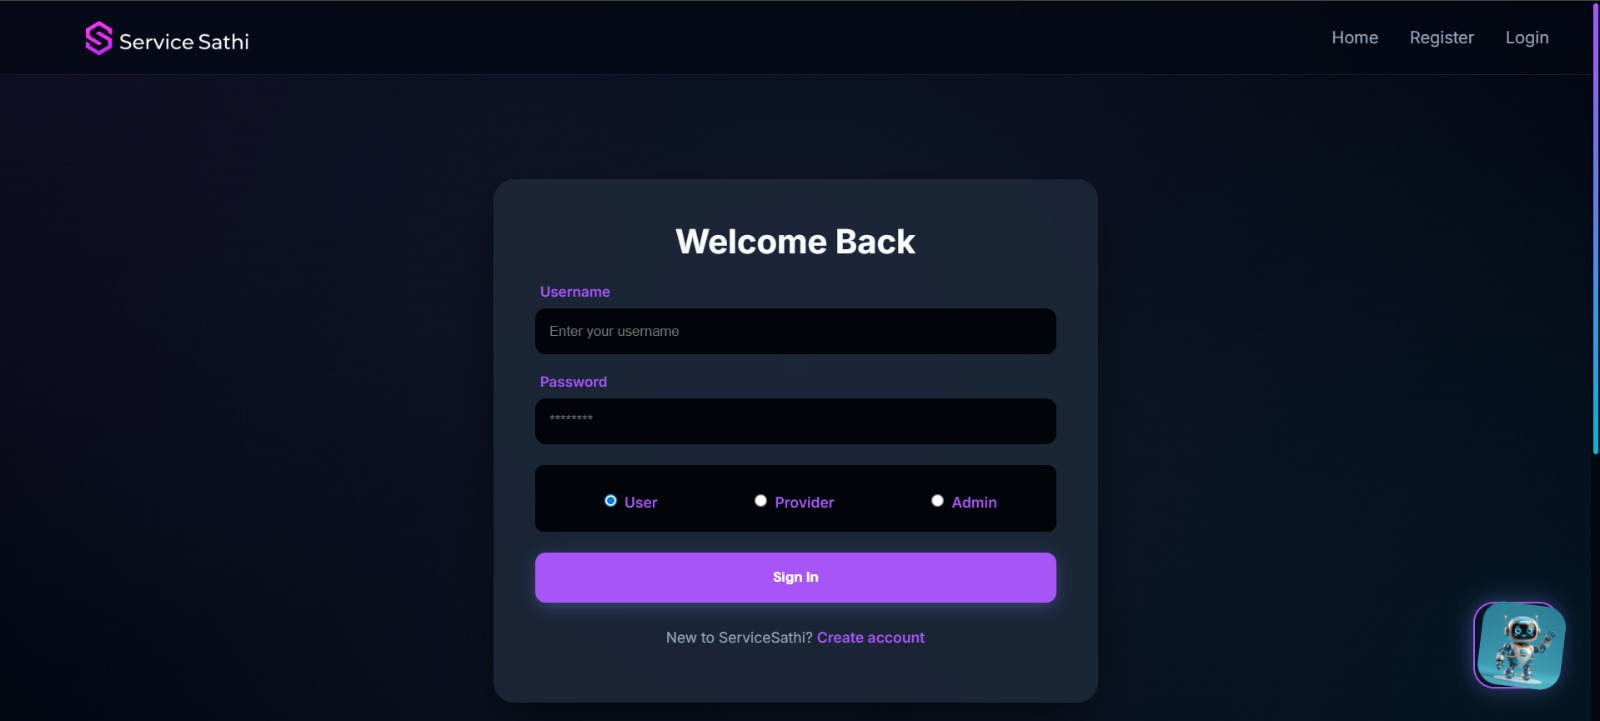 Service Sathi
Home Register Login
Welcome Back
Username
Enter your username
Password
********
User Provider Admin
Sign In
New to ServiceSathi? Create account